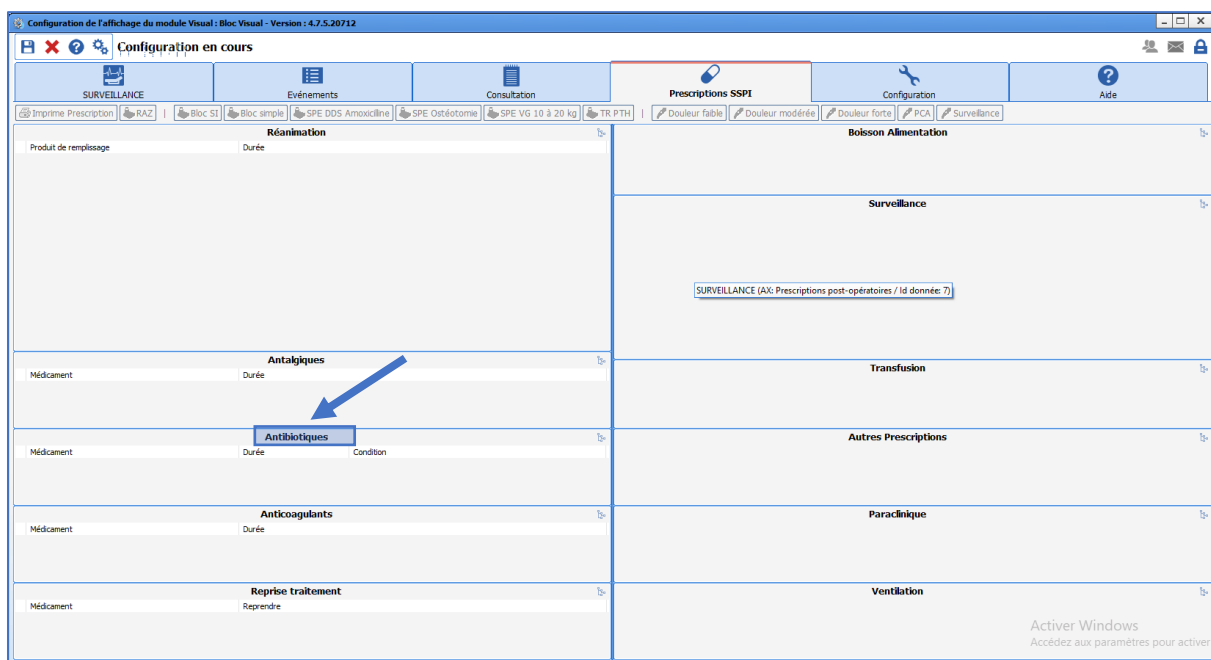 Configuration de l'affichage du module Visual : Bloc Visual - Version : 4.7.5.20712
Configuration en cours
SURVEILLANCE
Evénements
Consultation
Prescriptions SSPI
Configuration
Aide
Imprime Prescription RAZ | Bloc SI Bloc simple SPE DDS Amoxiciline SPE Ostéotomie SPE VG 10 à 20 kg TR PTH | Douleur faible Douleur modérée Douleur forte PCA Surveillance
Réanimation
Produit de remplissage Durée
Antalgiques
Médicament Durée
Antibiotiques
Médicament Durée Condition
Anticoagulants
Médicament Durée
Reprise traitement
Médicament Reprendre
Boisson Alimentation
Surveillance
SURVEILLANCE (AX: Prescriptions post-opératoires / Id donnée: 7)
Transfusion
Autres Prescriptions
Paraclinique
Ventilation
Activer Windows
Accédez aux paramètres pour activer